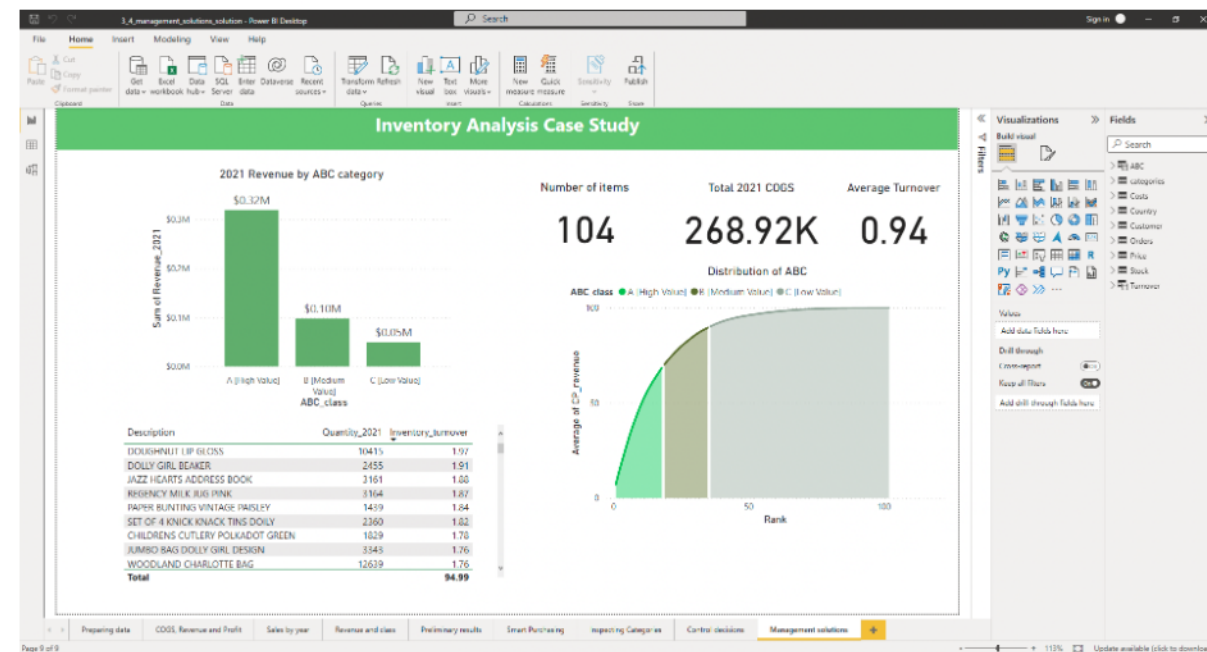 3_4_management_solutions_solution - Power BI Desktop
Search
Sign in
File Home Insert Modeling View Help
Paste
Cut
Copy
Format painter
Get data
Excel workbook
Data hub
SQL Server
Enter data
Dataverse
Recent sources
Transform data
Refresh
New visual
Text box
More visuals
New measure
Quick measure
Sensitivity
Publish
Clipboard
Data
Queries
Insert
Calculations
Sensitivity
Share
Inventory Analysis Case Study
2021 Revenue by ABC category
Sum of Revenue_2021
$0.3M
$0.2M
$0.1M
$0.0M
$0.32M
$0.10M
$0.05M
A [High Value]
B [Medium Value]
C [Low Value]
ABC_class
Number of items
104
Total 2021 COGS
268.92K
Average Turnover
0.94
Distribution of ABC
ABC class A [High Value] B [Medium Value] C [Low Value]
Average of CP_revenue
100
50
0
0 50 100
Rank
Description Quantity_2021 Inventory_turnover
DOUGHNUT LIP GLOSS 10415 1.97
DOLLY GIRL BEAKER 2455 1.91
JAZZ HEARTS ADDRESS BOOK 3161 1.88
REGENCY MILK JUG PINK 3164 1.87
PAPER BUNTING VINTAGE PAISLEY 1439 1.84
SET OF 4 KNICK KNACK TINS DOILY 2360 1.82
CHILDRENS CUTLERY POLKADOT GREEN 1829 1.78
JUMBO BAG DOLLY GIRL DESIGN 3343 1.76
WOODLAND CHARLOTTE BAG 12639 1.76
Total 94.99
Filters
Visualizations
Build visual
R
Py
Values
Add data fields here
Drill through
Cross-report
Keep all filters
On
Add drill through fields here
Fields
Search
ABC
categories
Costs
Country
Customer
Orders
Price
Stock
Turnover
Preparing data
COGS, Revenue and Profit
Sales by year
Revenue and class
Preliminary results
Smart Purchasing
Inspecting Categories
Control decisions
Management solutions
Page 9 of 9
113%
Update available (click to downloa